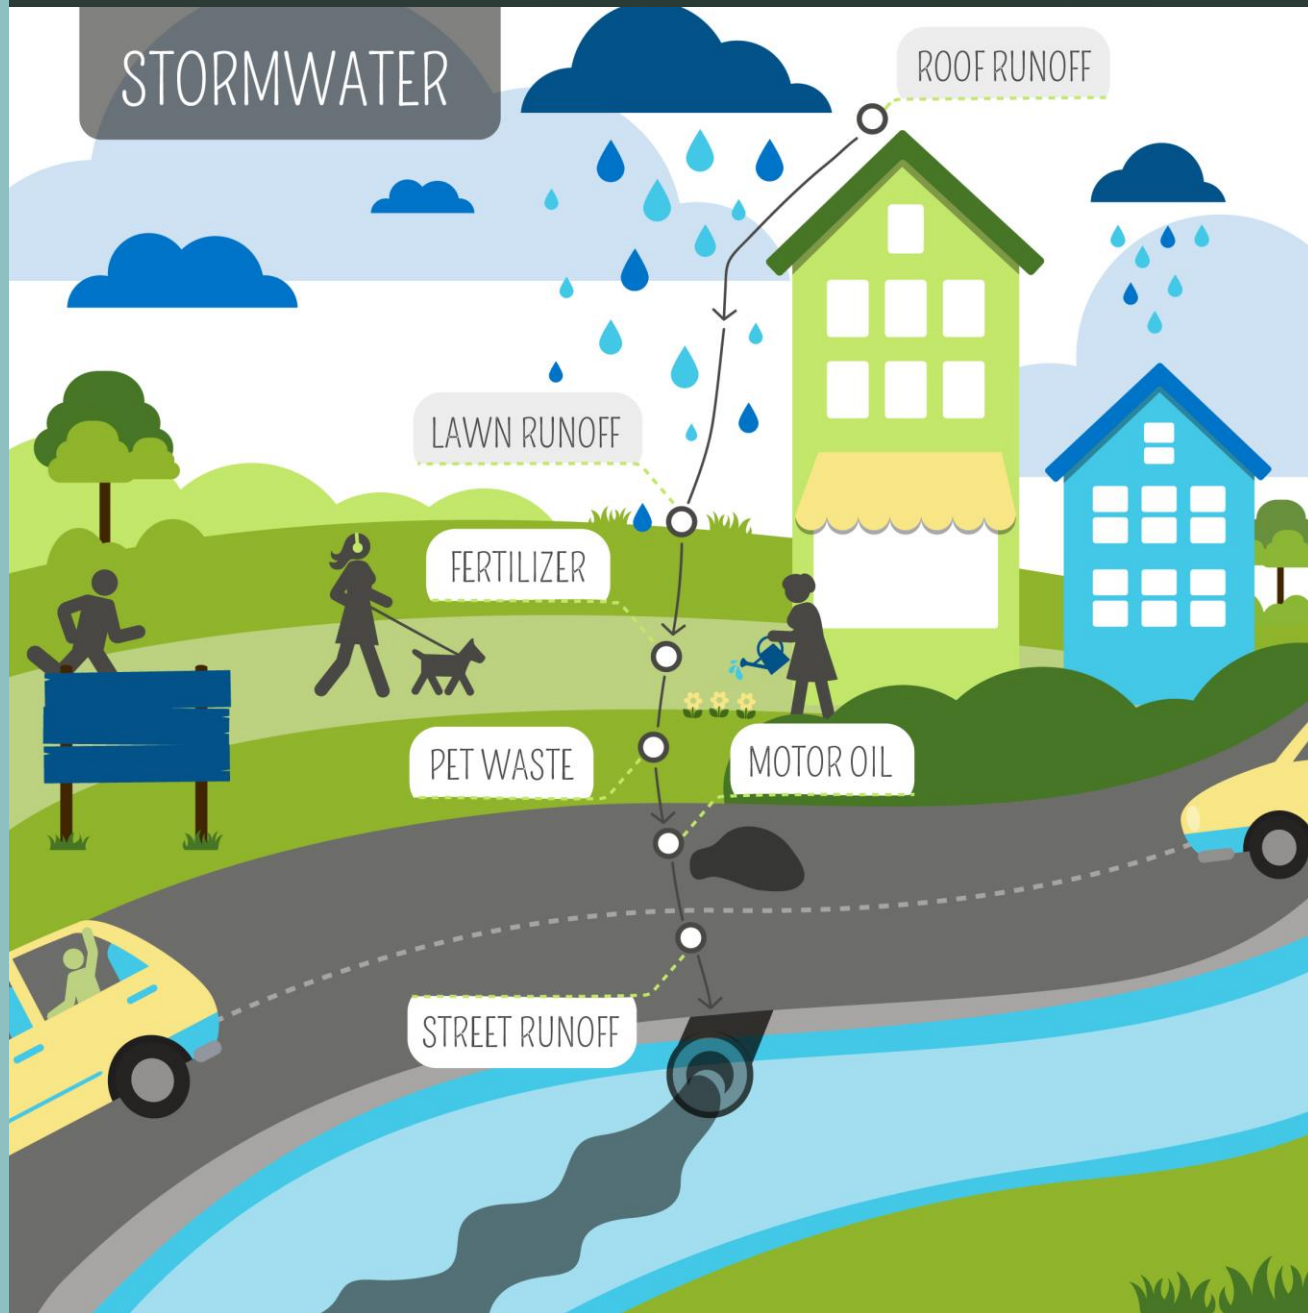 STORMWATER
ROOF RUNOFF
LAWN RUNOFF
FERTILIZER
PET WASTE
MOTOR OIL
STREET RUNOFF